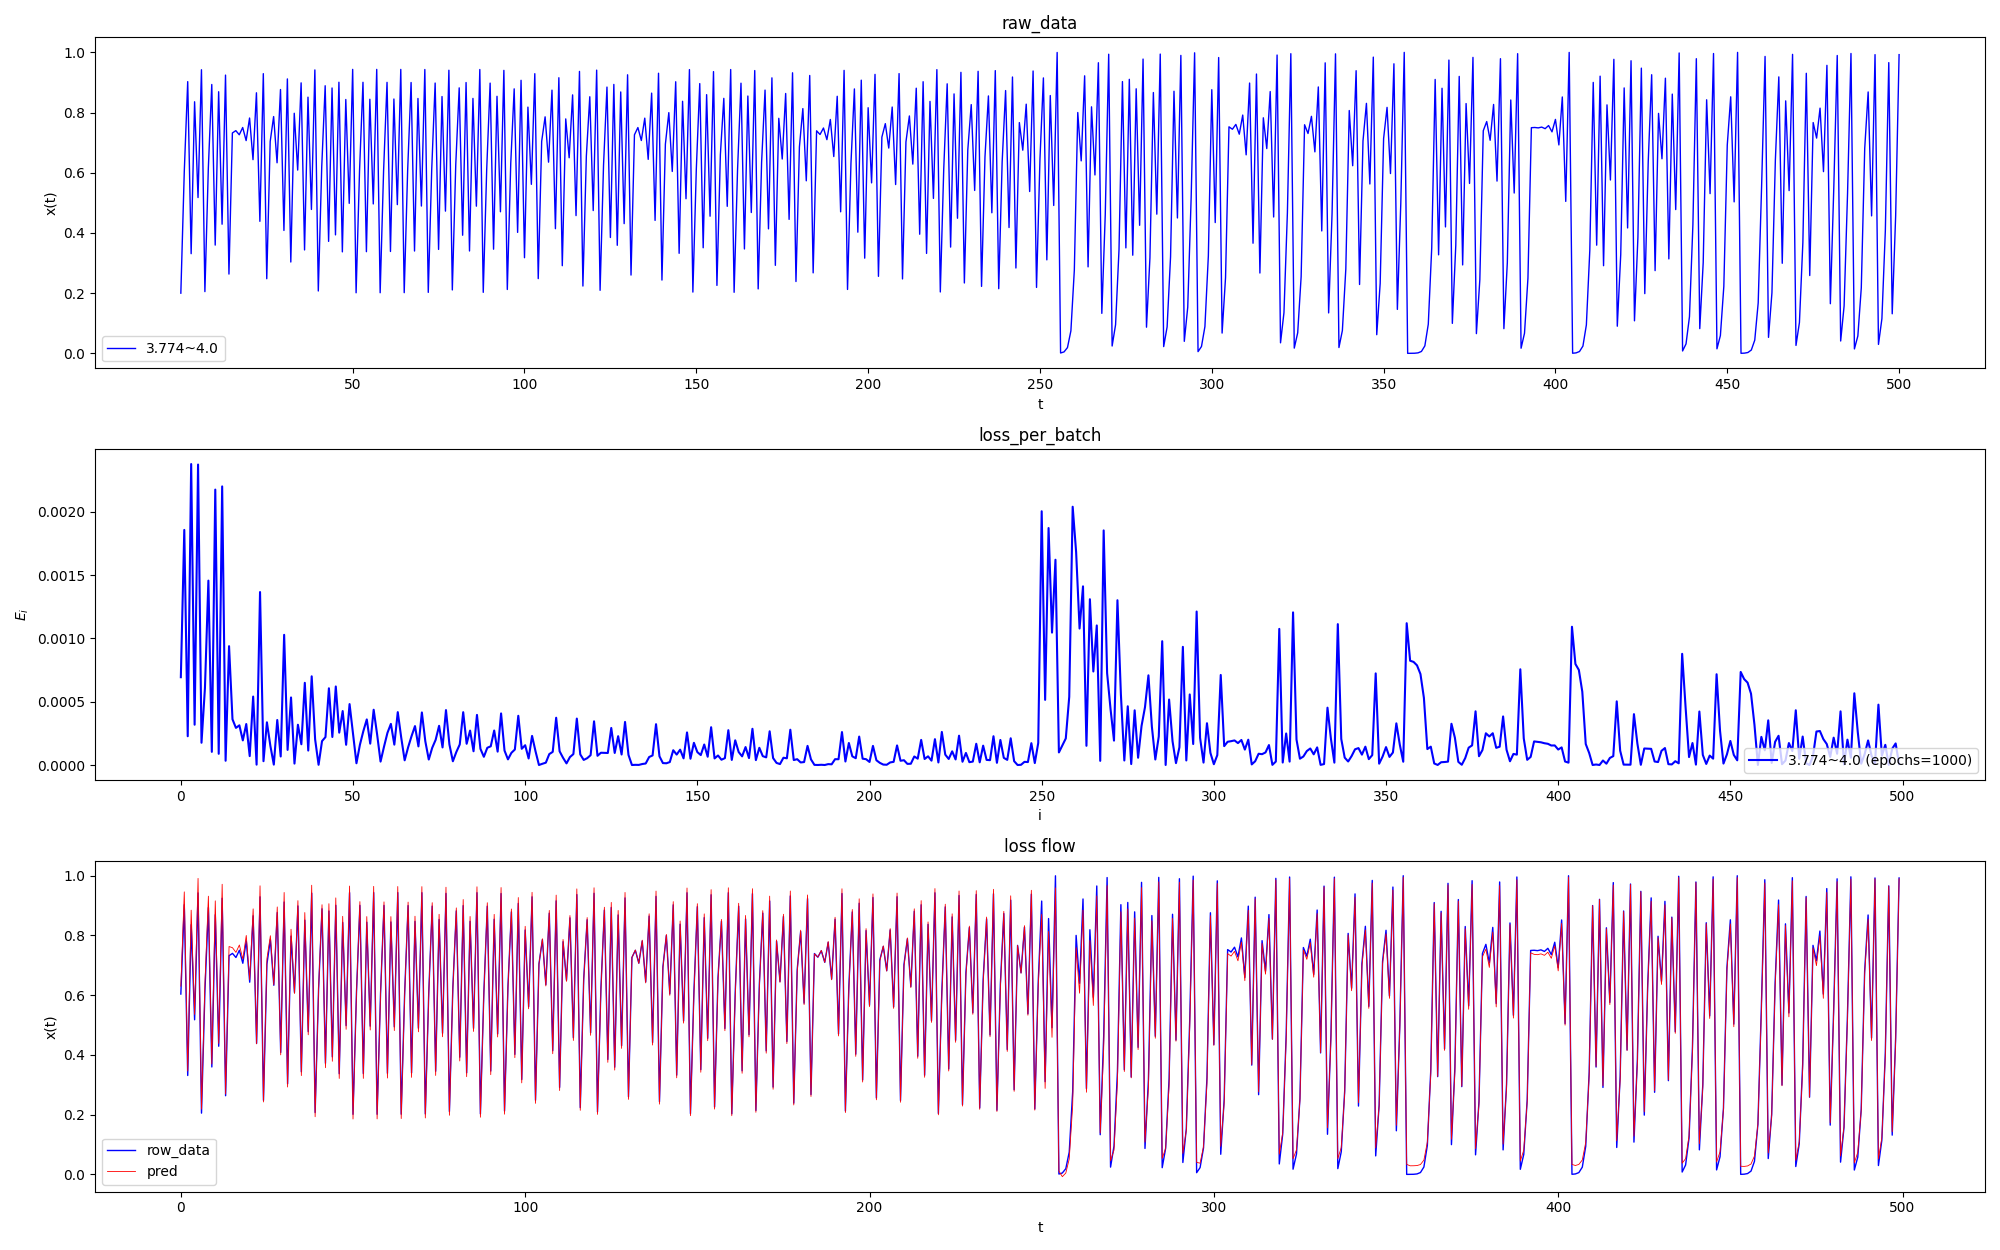 raw_data
1.0
0.8
0.6
0.4
0.2
0.0
x(t)
3.774~4.0
50 100 150 200 250 300 350 400 450 500
t
loss_per_batch
0.0020
0.0015
0.0010
0.0005
0.0000
E_i
3.774~4.0 (epochs=1000)
0 50 100 150 200 250 300 350 400 450 500
i
loss flow
1.0
0.8
0.6
0.4
0.2
0.0
x(t)
row_data
pred
0 100 200 300 400 500
t